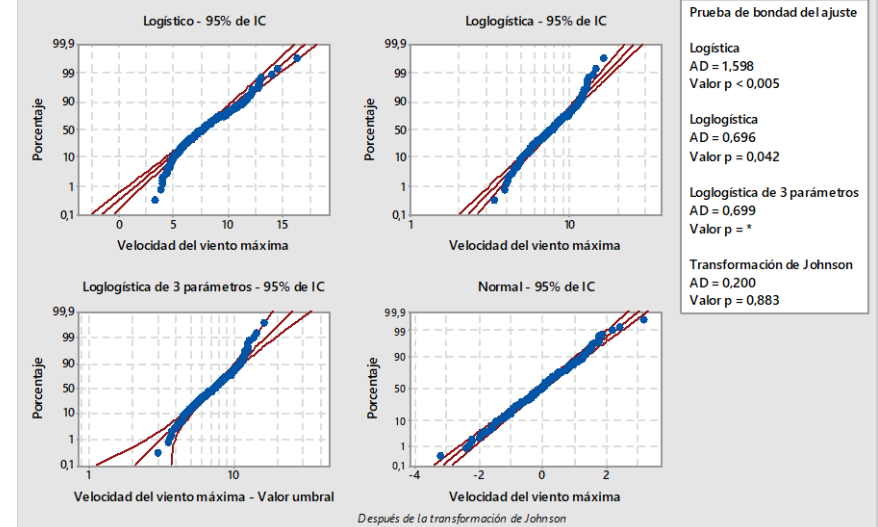 Logístico - 95% de IC
99,9
99
90
50
10
1
0,1
Porcentaje
0 5 10 15
Velocidad del viento máxima
Loglogística - 95% de IC
99,9
99
90
50
10
1
0,1
Porcentaje
1 10
Velocidad del viento máxima
Prueba de bondad del ajuste
Logística
AD = 1,598
Valor p < 0,005
Loglogística
AD = 0,696
Valor p = 0,042
Loglogística de 3 parámetros
AD = 0,699
Valor p = *
Transformación de Johnson
AD = 0,200
Valor p = 0,883
Loglogística de 3 parámetros - 95% de IC
99,9
99
90
50
10
1
0,1
Porcentaje
1 10
Velocidad del viento máxima - Valor umbral
Normal - 95% de IC
99,9
99
90
50
10
1
0,1
Porcentaje
-4 -2 0 2
Velocidad del viento máxima
Después de la transformación de Johnson